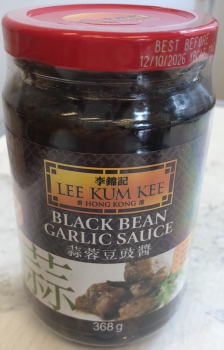 BEST BEFORE
12/10/2026
李錦記
LEE KUM KEE
香 HONG KONG 港
BLACK BEAN
GARLIC SAUCE
蒜蓉豆豉醬
蒜
368 g